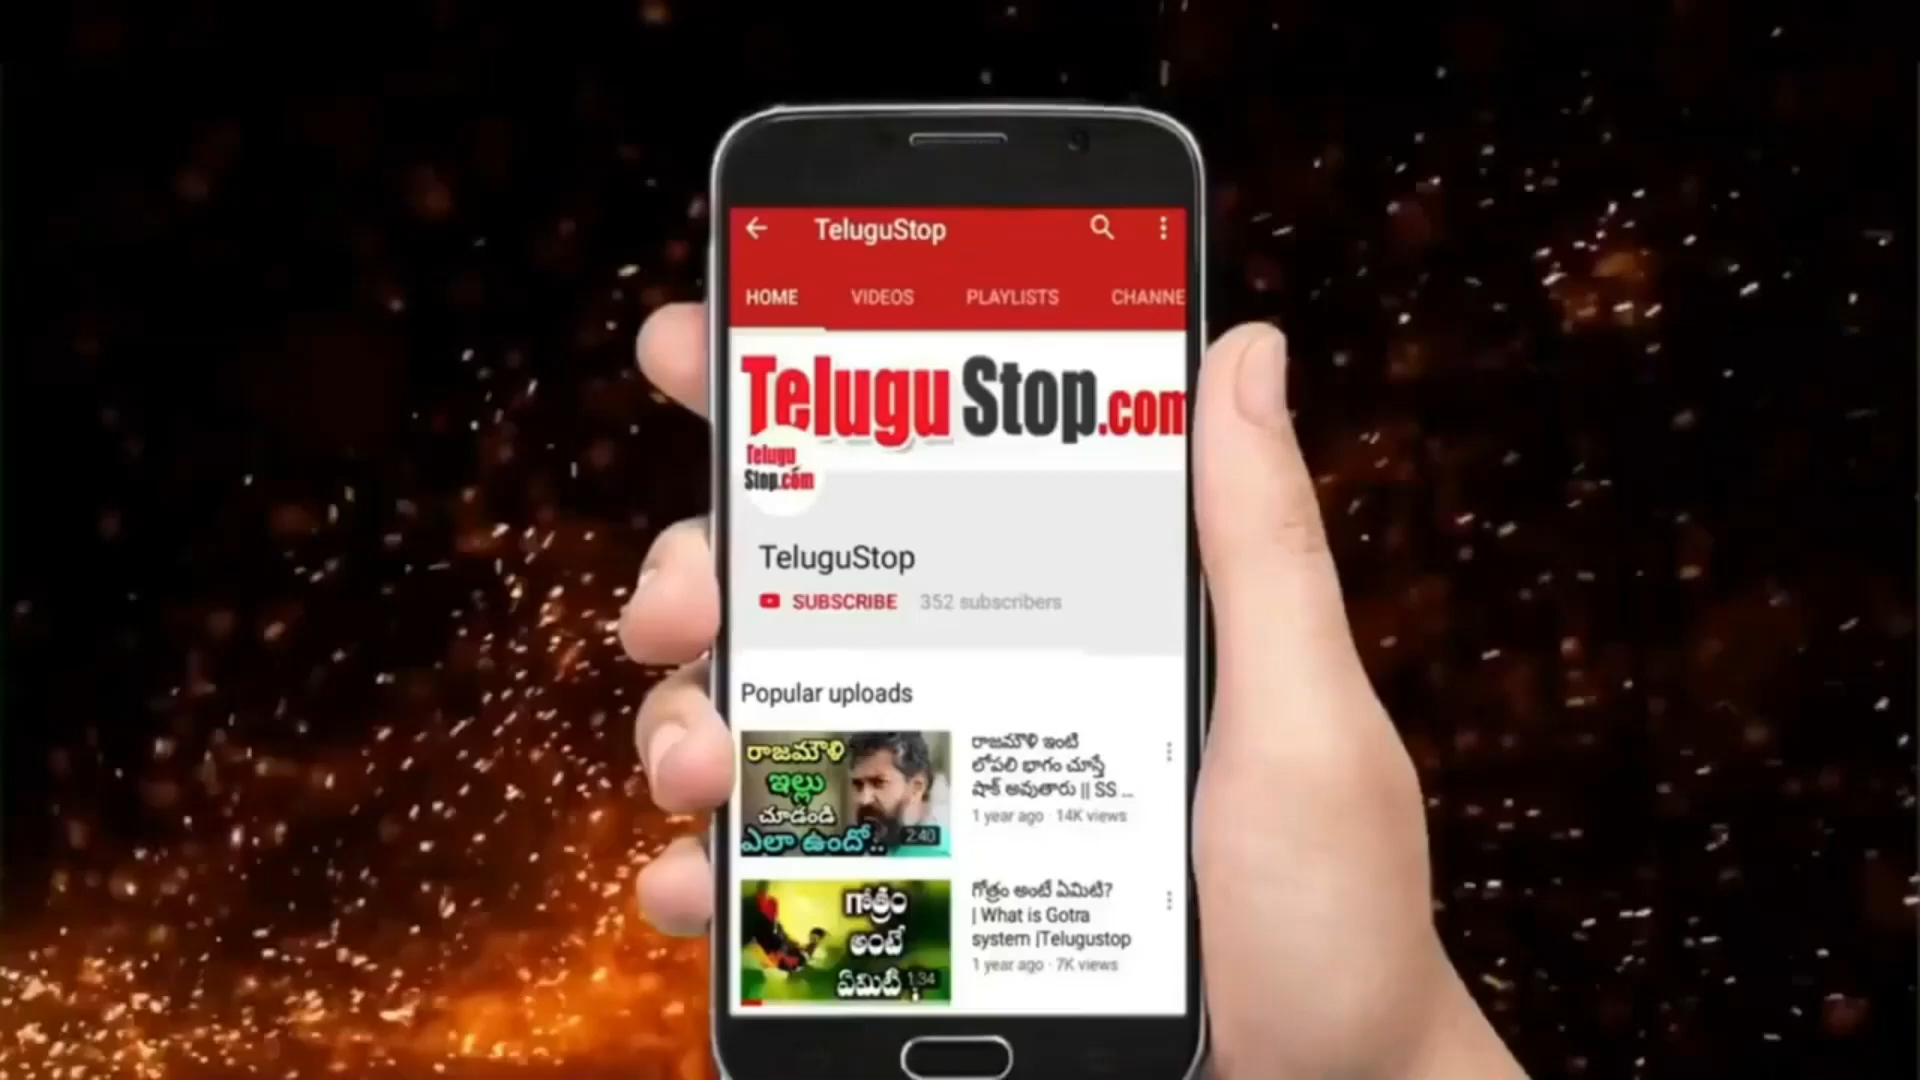 TeluguStop
HOME VIDEOS PLAYLISTS CHANNE
Telugu Stop.com
Telugu
Stop.com
TeluguStop
SUBSCRIBE 352 subscribers
Popular uploads
రాజమౌళి
ఇల్లు
చూడండి
ఎలా ఉందో..
2:40
రాజమౌళి ఇంటి
లోపలి భాగం చూస్తే
షాక్ అవుతారు || SS ...
1 year ago · 14K views
గోత్రం
అంటే
ఏమిటి
1:34
గోత్రం అంటే ఏమిటి?
| What is Gotra
system |Telugustop
1 year ago · 7K views